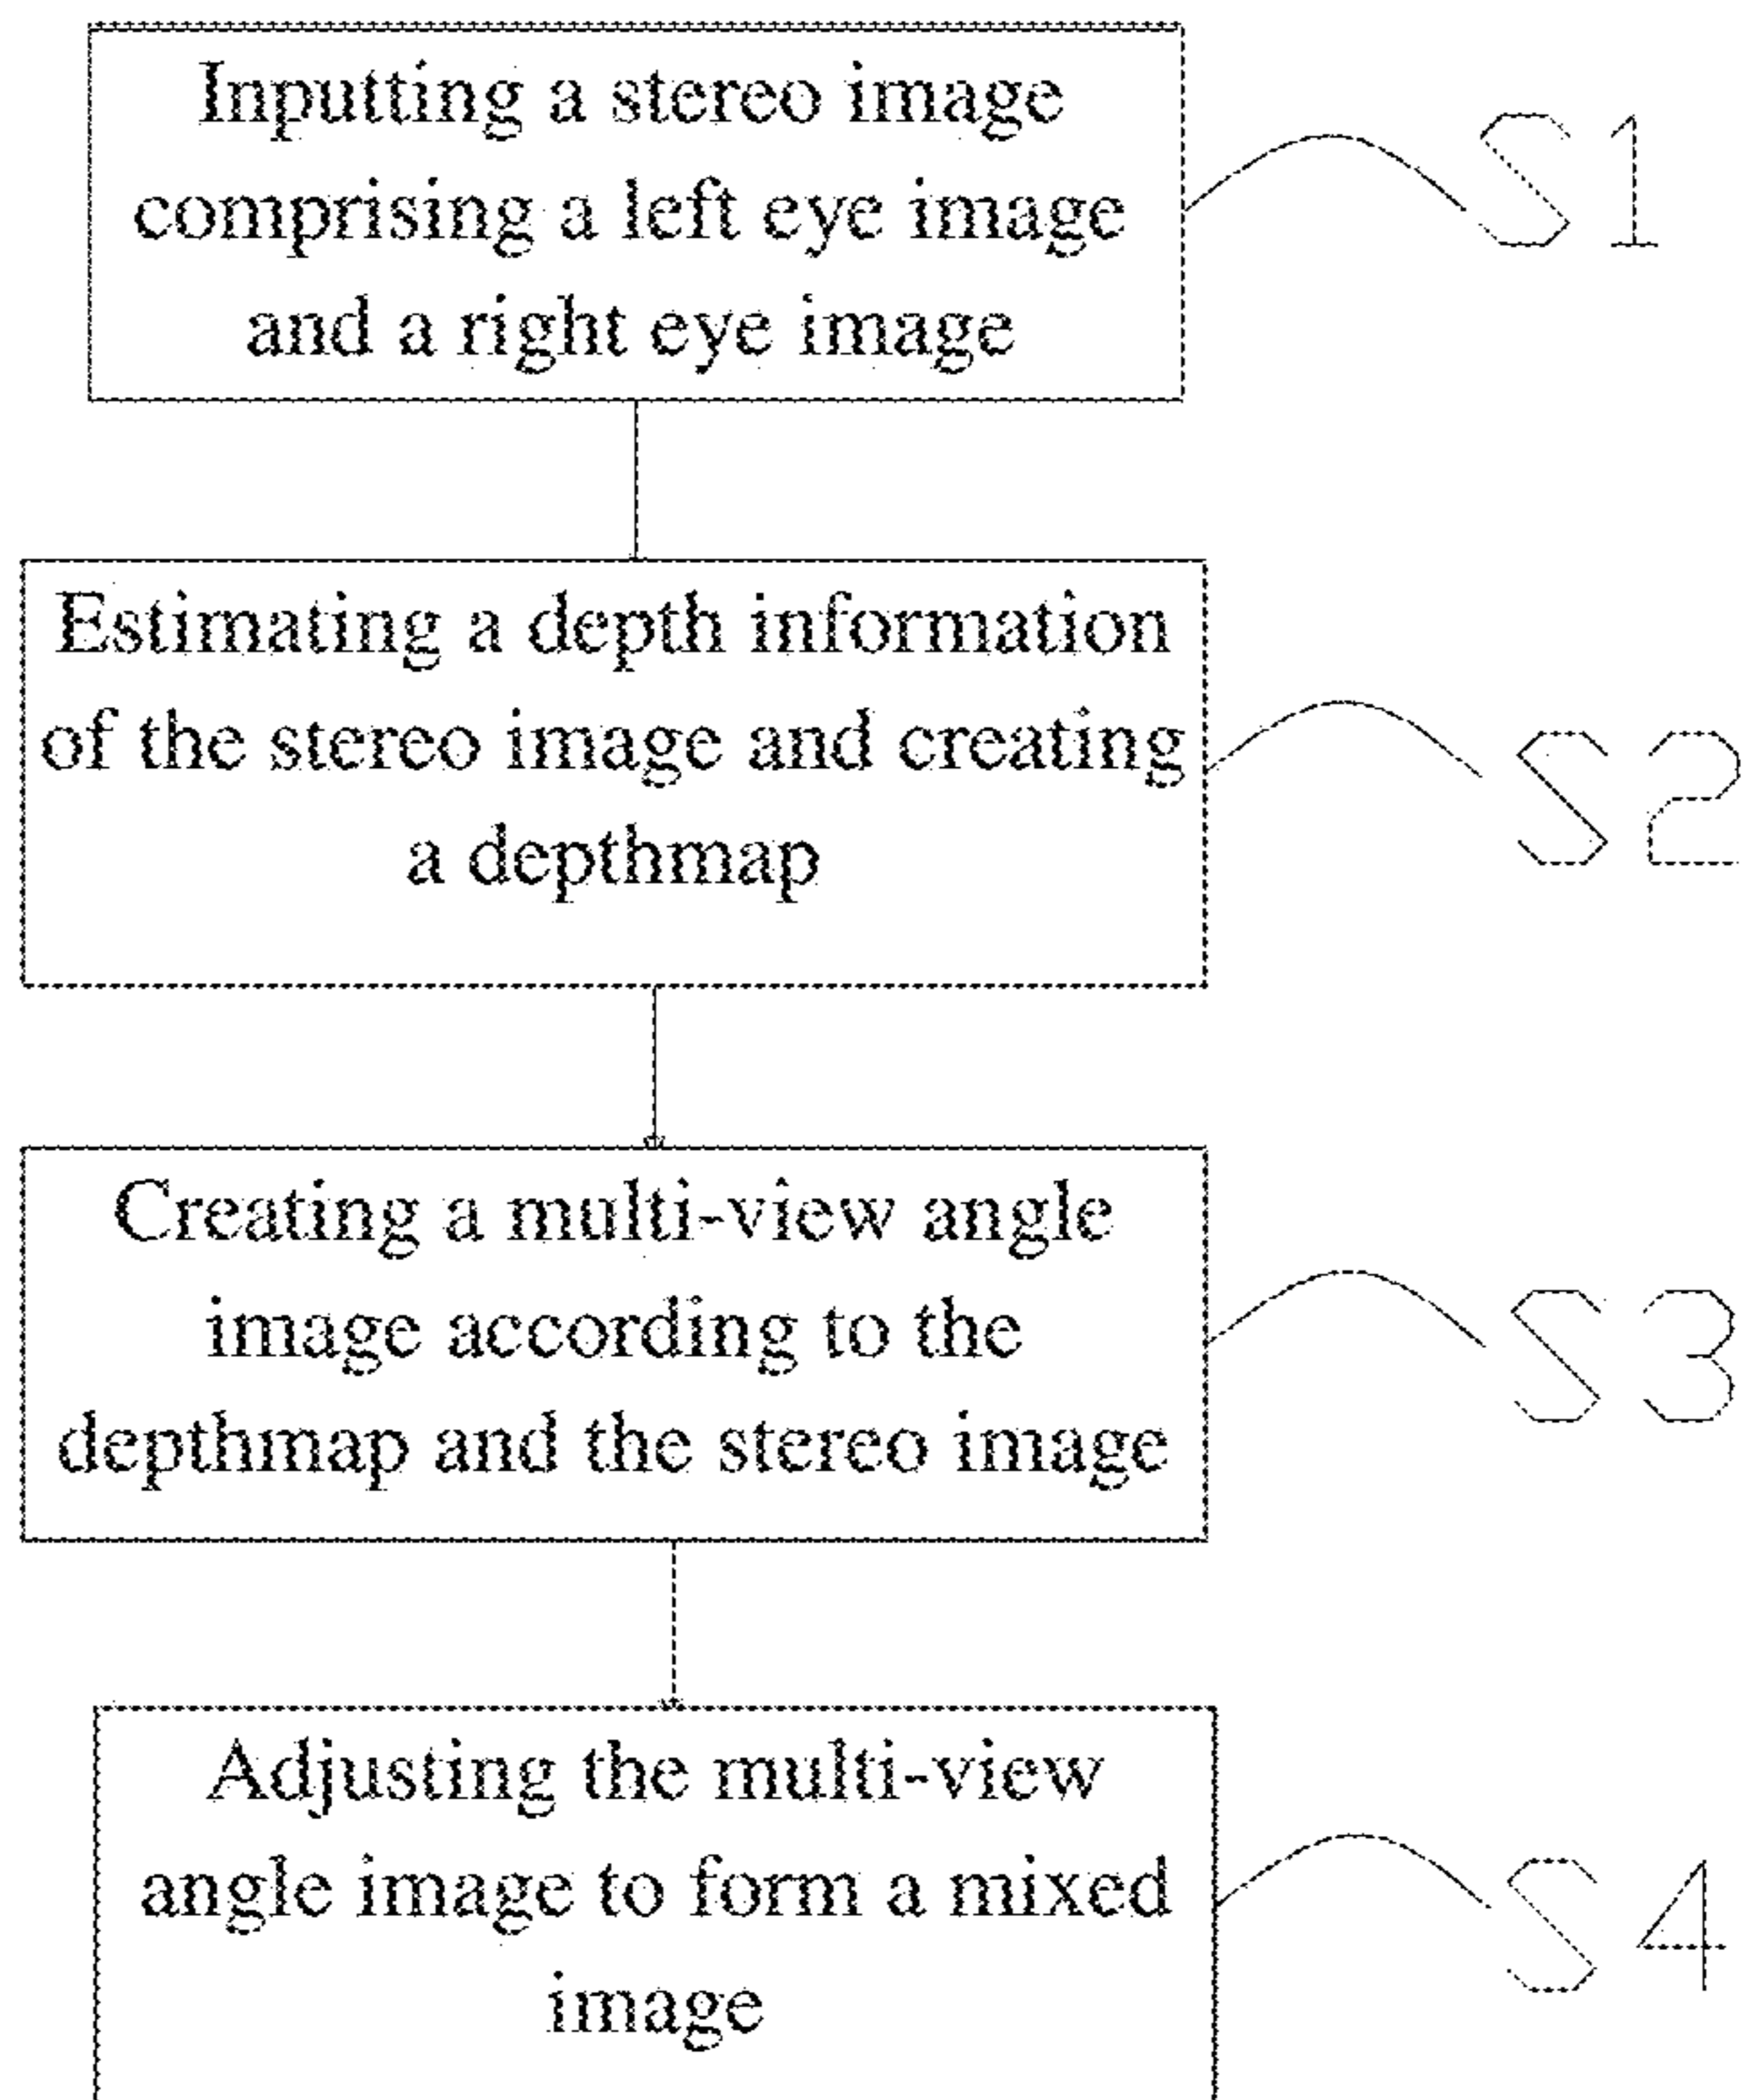 Inputting a stereo image
comprising a left eye image
and a right eye image
S1
Estimating a depth information
of the stereo image and creating
a depthmap
S2
Creating a multi-view angle
image according to the
depthmap and the stereo image
S3
Adjusting the multi-view
angle image to form a mixed
image
S4